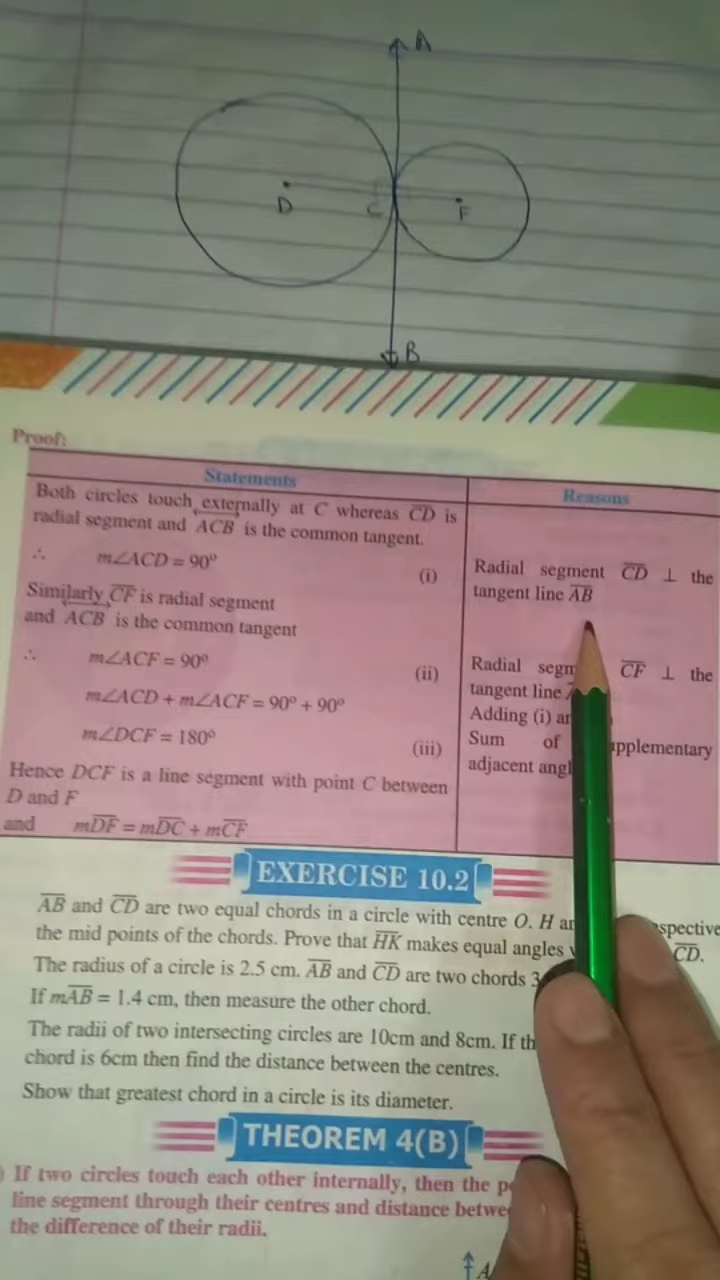 A
D
C
F
B
Proof:
Statements
Reasons
Both circles touch externally at C whereas CD is
radial segment and ACB is the common tangent.
∴ m∠ACD = 90° (i)
Radial segment CD ⊥ the
tangent line AB
Similarly CF is radial segment
and ACB is the common tangent
∴ m∠ACF = 90° (ii)
Radial CF ⊥ the
tangent line
m∠ACD + m∠ACF = 90° + 90°
Adding (i)
m∠DCF = 180° (iii)
Sum of
adjacent
Hence DCF is a line segment with point C between
D and F
and mDF = mDC + mCF
EXERCISE 10.2
AB and CD are two equal chords in a circle with centre O. H
the mid points of the chords. Prove that HK makes equal angles CD.
The radius of a circle is 2.5 cm. AB and CD are two chords
If mAB = 1.4 cm, then measure the other chord.
The radii of two intersecting circles are 10cm and 8cm. If
chord is 6cm then find the distance between the centres.
Show that greatest chord in a circle is its diameter.
THEOREM 4(B)
If two circles touch each other internally, then the
line segment through their centres and distance
the difference of their radii.
A